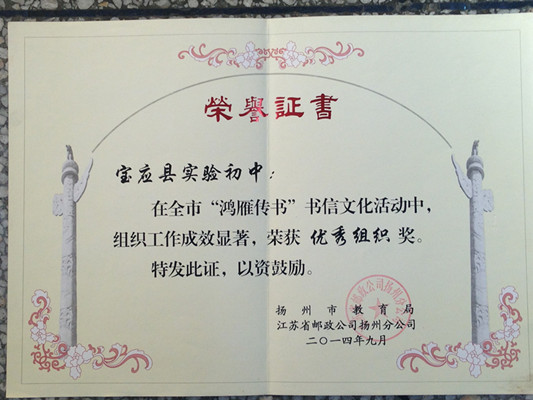 榮譽証書
宝应县实验初中：
在全市“鸿雁传书”书信文化活动中，
组织工作成效显著，荣获 优秀组织 奖。
特发此证，以资鼓励。
扬州市教育局
江苏省邮政公司扬州分公司
二〇一四年九月